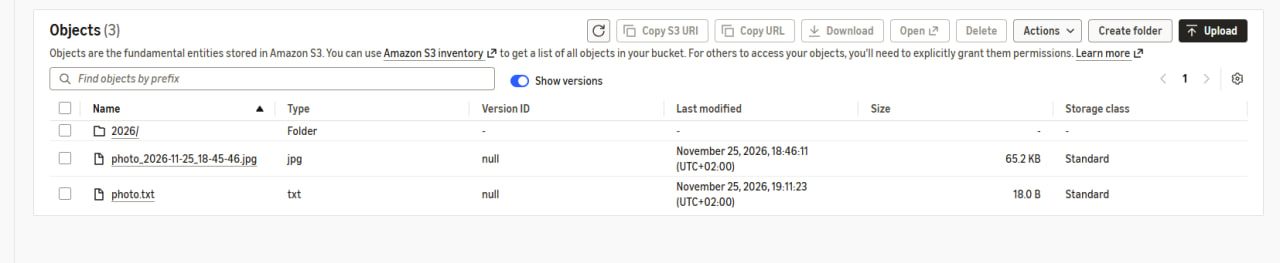 Objects (3)
Copy S3 URI Copy URL Download Open Delete Actions Create folder Upload
Objects are the fundamental entities stored in Amazon S3. You can use Amazon S3 inventory to get a list of all objects in your bucket. For others to access your objects, you'll need to explicitly grant them permissions. Learn more
Find objects by prefix Show versions 1
Name Type Version ID Last modified Size Storage class
2026/ Folder - - - -
photo_2026-11-25_18-45-46.jpg jpg null November 25, 2026, 18:46:11 (UTC+02:00) 65.2 KB Standard
photo.txt txt null November 25, 2026, 19:11:23 (UTC+02:00) 18.0 B Standard